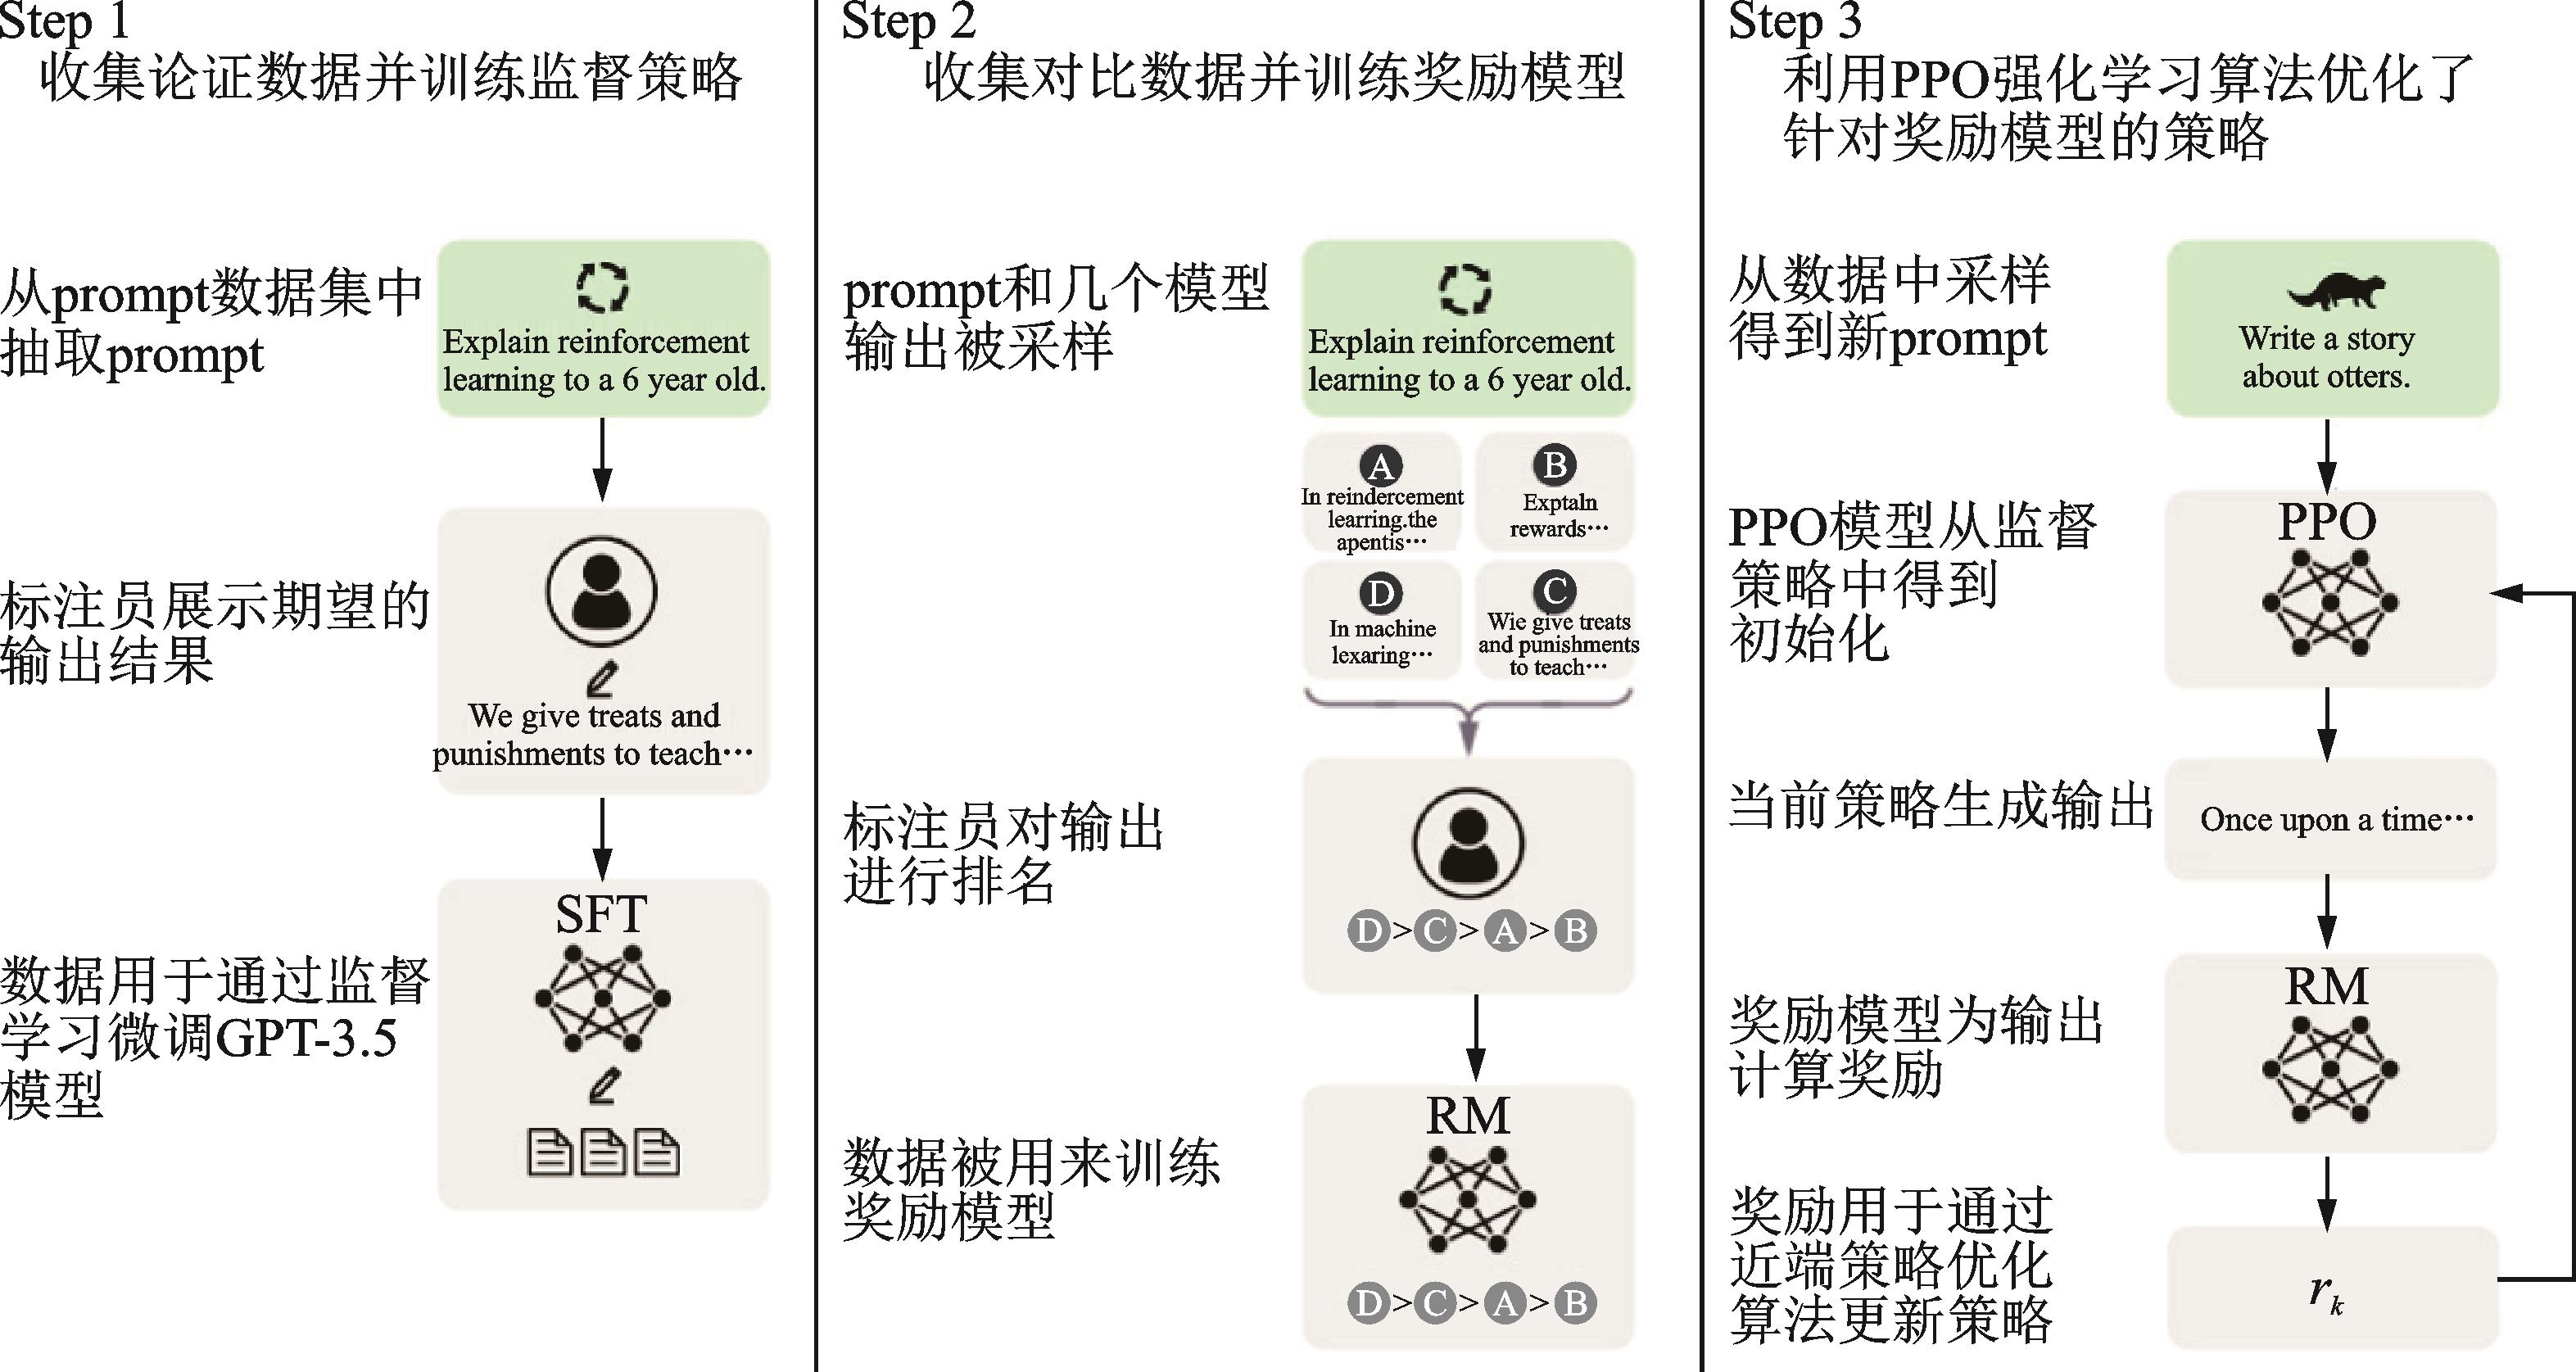 Step 1
收集论证数据并训练监督策略
从prompt数据集中
抽取prompt
Explain reinforcement
learning to a 6 year old.
标注员展示期望的
输出结果
We give treats and
punishments to teach…
数据用于通过监督
学习微调GPT-3.5
模型
SFT
Step 2
收集对比数据并训练奖励模型
prompt和几个模型
输出被采样
Explain reinforcement
learning to a 6 year old.
A
In reindercement
learring.the
apentis…
B
Exptaln
rewards…
D
In machine
lexaring…
C
Wie give treats
and punishments
to teach…
标注员对输出
进行排名
D>C>A>B
数据被用来训练
奖励模型
RM
D>C>A>B
Step 3
利用PPO强化学习算法优化了
针对奖励模型的策略
从数据中采样
得到新prompt
Write a story
about otters.
PPO模型从监督
策略中得到
初始化
PPO
当前策略生成输出
Once upon a time…
奖励模型为输出
计算奖励
RM
奖励用于通过
近端策略优化
算法更新策略
r_k